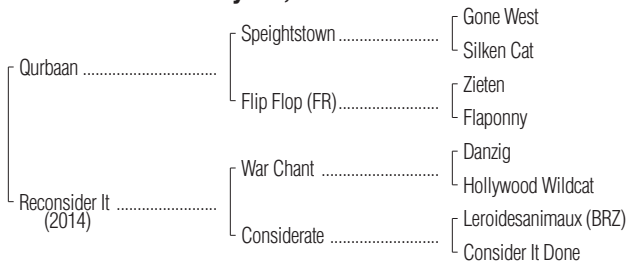 Gone West
Speightstown
Silken Cat
Qurbaan
Zieten
Flip Flop (FR)
Flaponny
Danzig
War Chant
Hollywood Wildcat
Reconsider It
(2014)
Leroidesanimaux (BRZ)
Considerate
Consider It Done